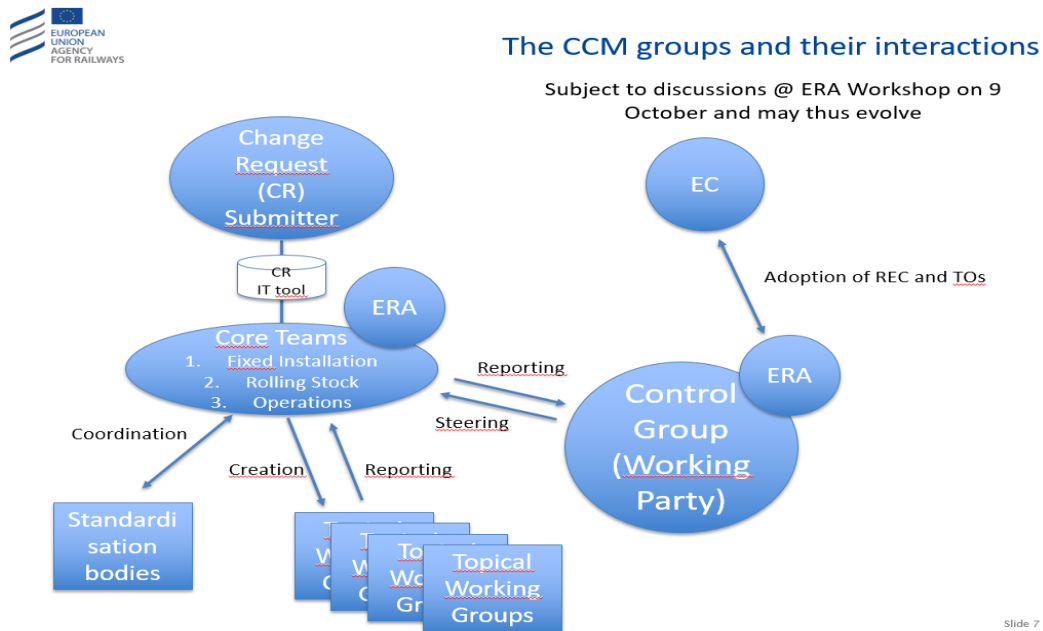 EUROPEAN
UNION
AGENCY
FOR RAILWAYS
The CCM groups and their interactions
Subject to discussions @ ERA Workshop on 9
October and may thus evolve
Change
Request
(CR)
Submitter
EC
CR
IT tool
ERA
Adoption of REC and TOs
Core Teams
1. Fixed Installation
2. Rolling Stock
3. Operations
Reporting
Steering
ERA
Control
Group
(Working
Party)
Coordination
Creation
Reporting
Standardi
sation
bodies
Topical
Working
Groups
Slide 7